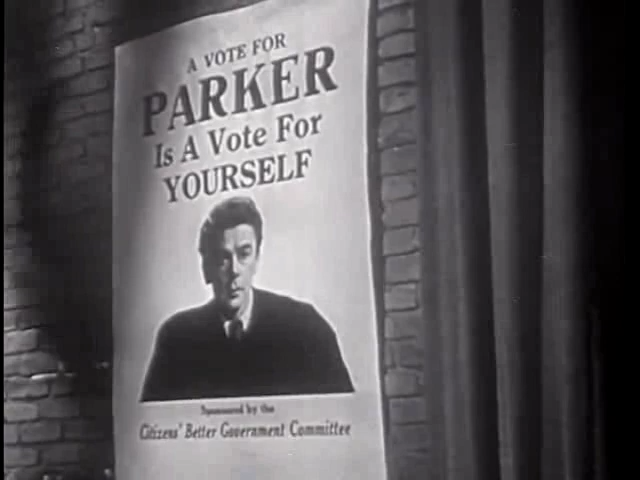 A VOTE FOR
PARKER
Is A Vote For
YOURSELF
Sponsored by the
Citizens' Better Government Committee